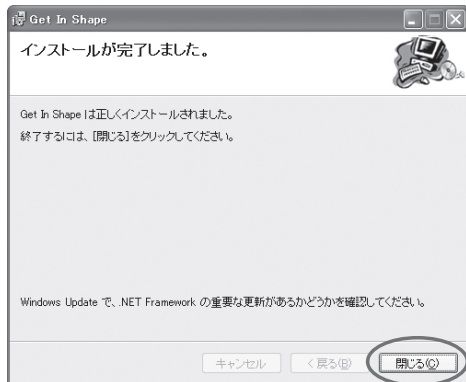 Get In Shape
インストールが完了しました。
Get In Shape は正しくインストールされました。
終了するには、[閉じる]をクリックしてください。
Windows Update で、.NET Framework の重要な更新があるかどうかを確認してください。
キャンセル
< 戻る(B)
閉じる(C)